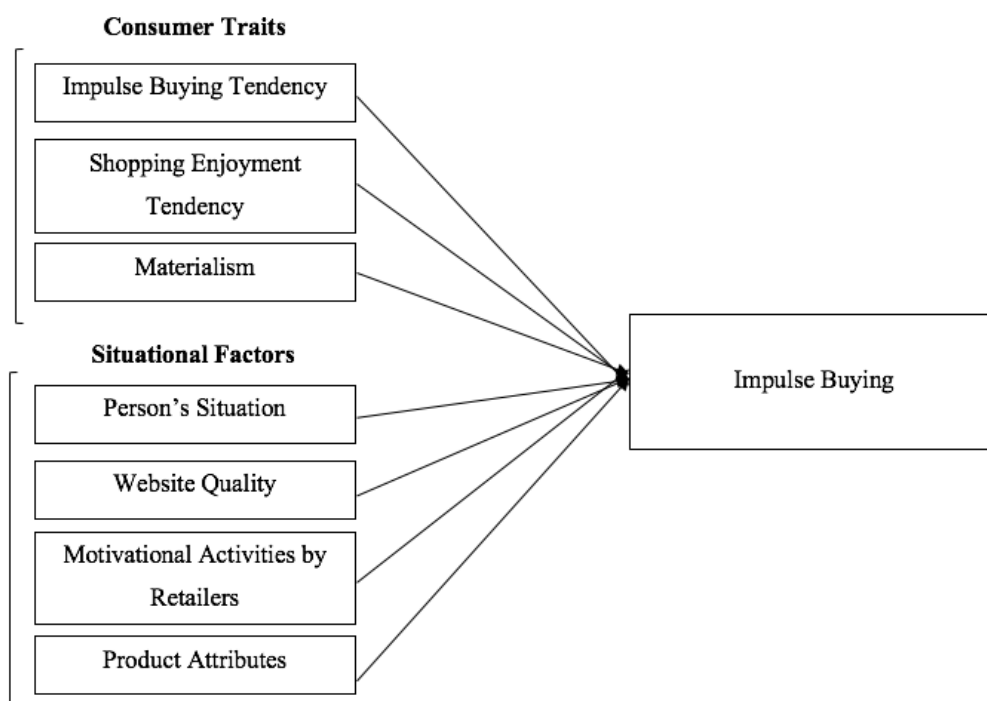 Consumer Traits
Impulse Buying Tendency
Shopping Enjoyment
Tendency
Materialism
Situational Factors
Person's Situation
Website Quality
Motivational Activities by
Retailers
Product Attributes
Impulse Buying